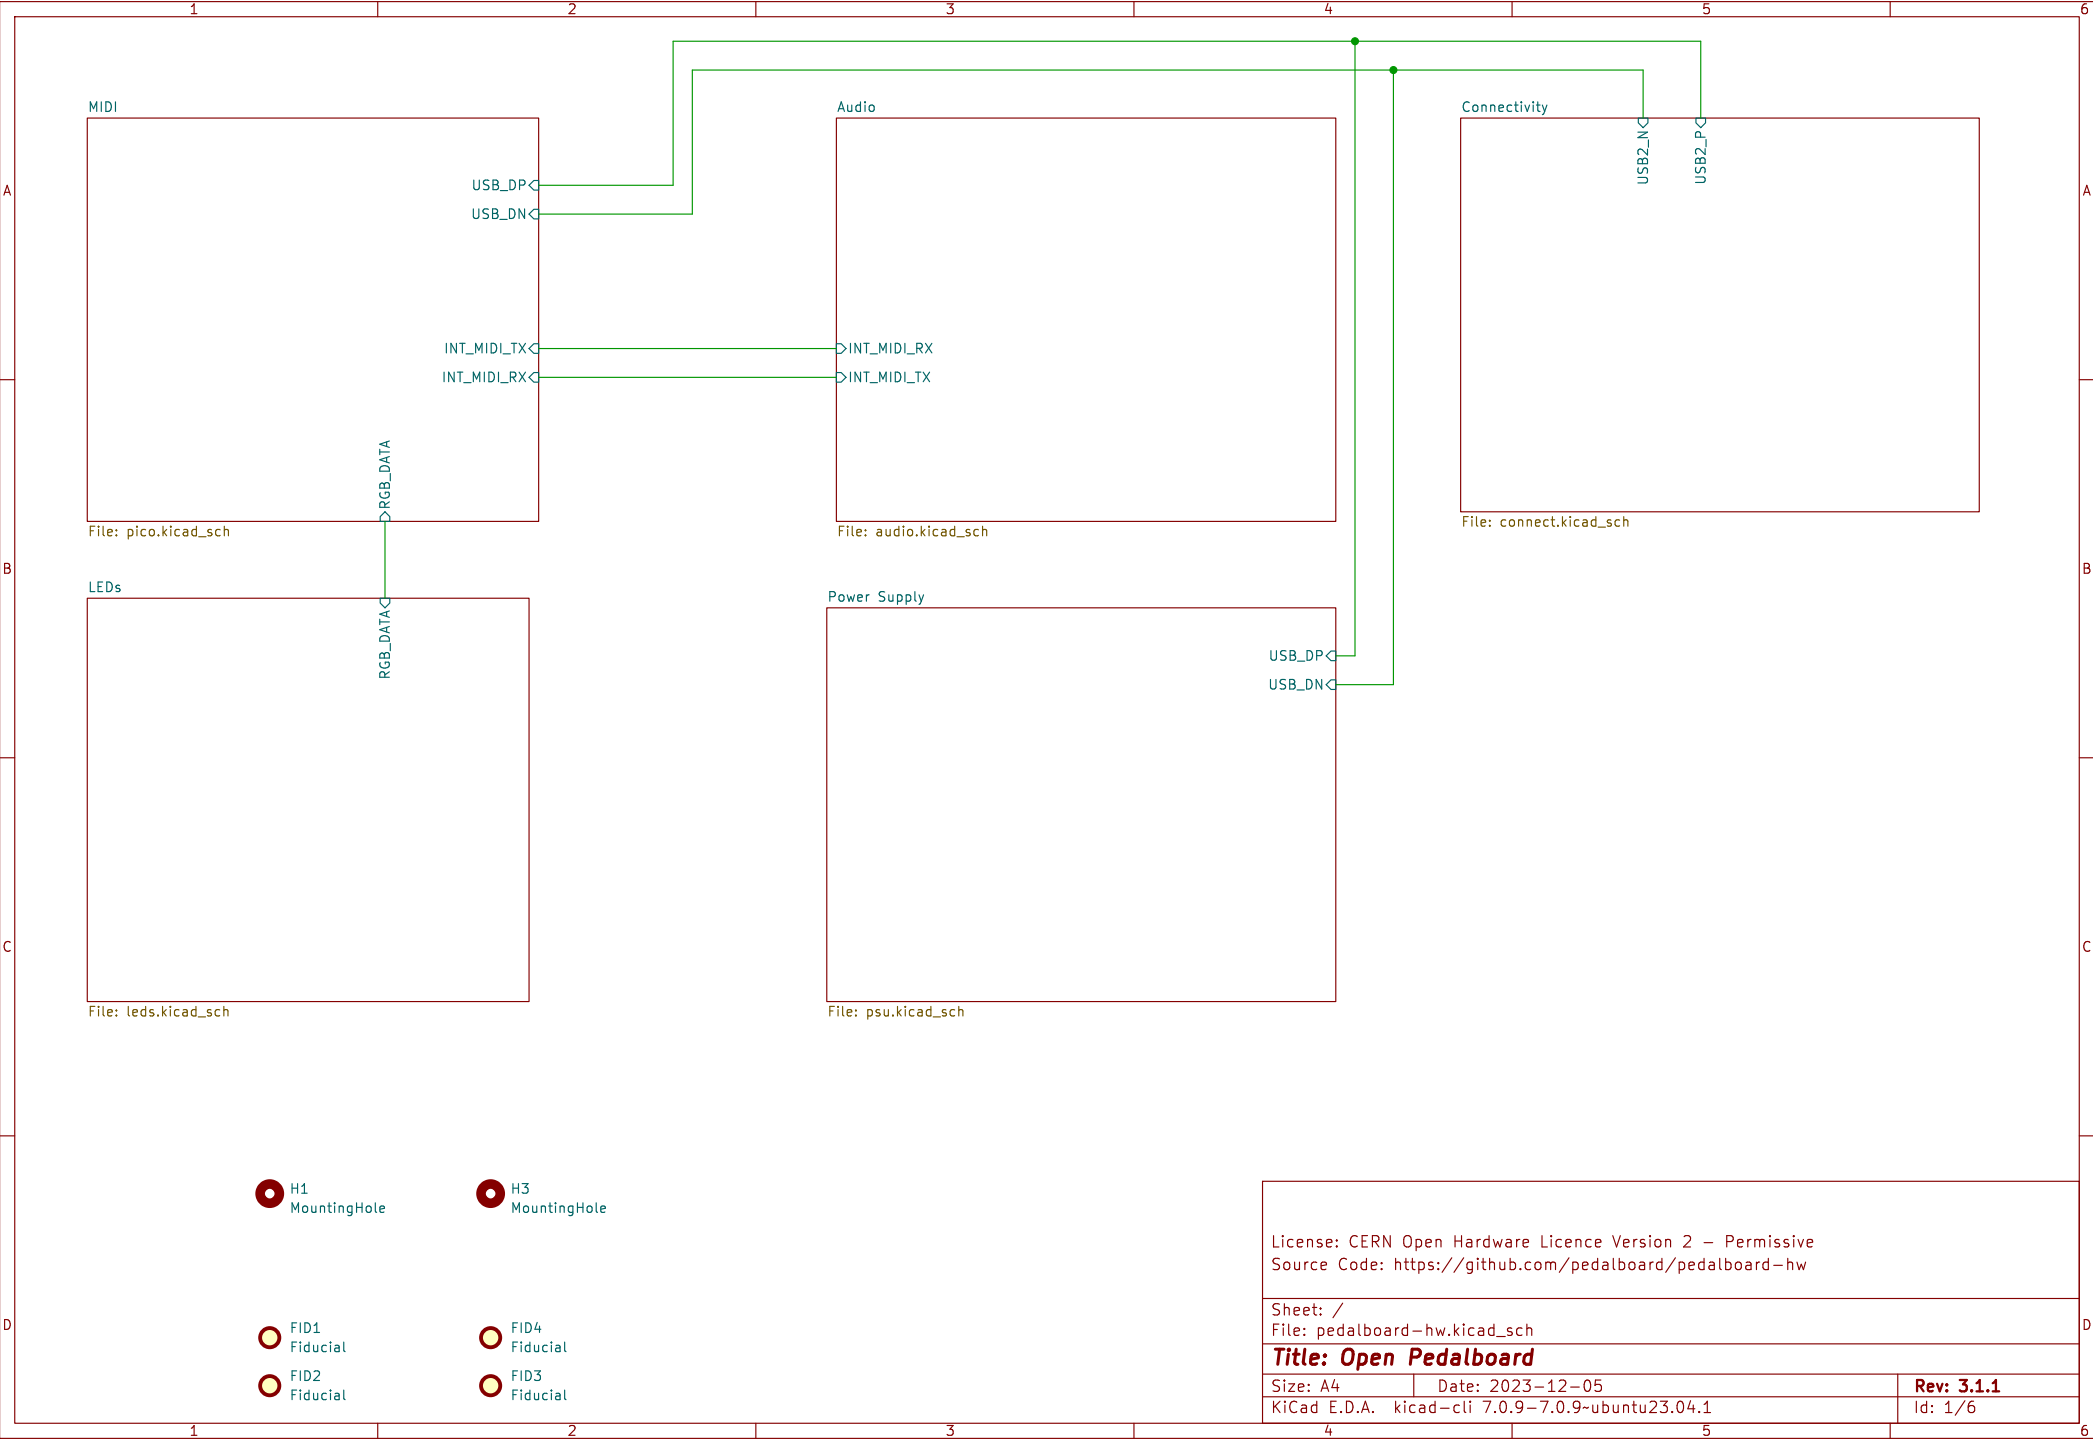 1 2 3 4 5 6
MIDI
Audio
Connectivity
USB2_N
USB2_P
A
A
USB_DP
USB_DN
INT_MIDI_TX
INT_MIDI_RX
INT_MIDI_RX
INT_MIDI_TX
RGB_DATA
File: pico.kicad_sch
File: audio.kicad_sch
File: connect.kicad_sch
B
B
LEDs
Power Supply
RGB_DATA
USB_DP
USB_DN
C
C
File: leds.kicad_sch
File: psu.kicad_sch
H1
MountingHole
H3
MountingHole
License: CERN Open Hardware Licence Version 2 - Permissive
Source Code: https://github.com/pedalboard/pedalboard-hw
D
D
FID1
Fiducial
FID4
Fiducial
FID2
Fiducial
FID3
Fiducial
Sheet: /
File: pedalboard-hw.kicad_sch
Title: Open Pedalboard
Size: A4
Date: 2023-12-05
Rev: 3.1.1
KiCad E.D.A. kicad-cli 7.0.9-7.0.9~ubuntu23.04.1
Id: 1/6
1 2 3 4 5 6